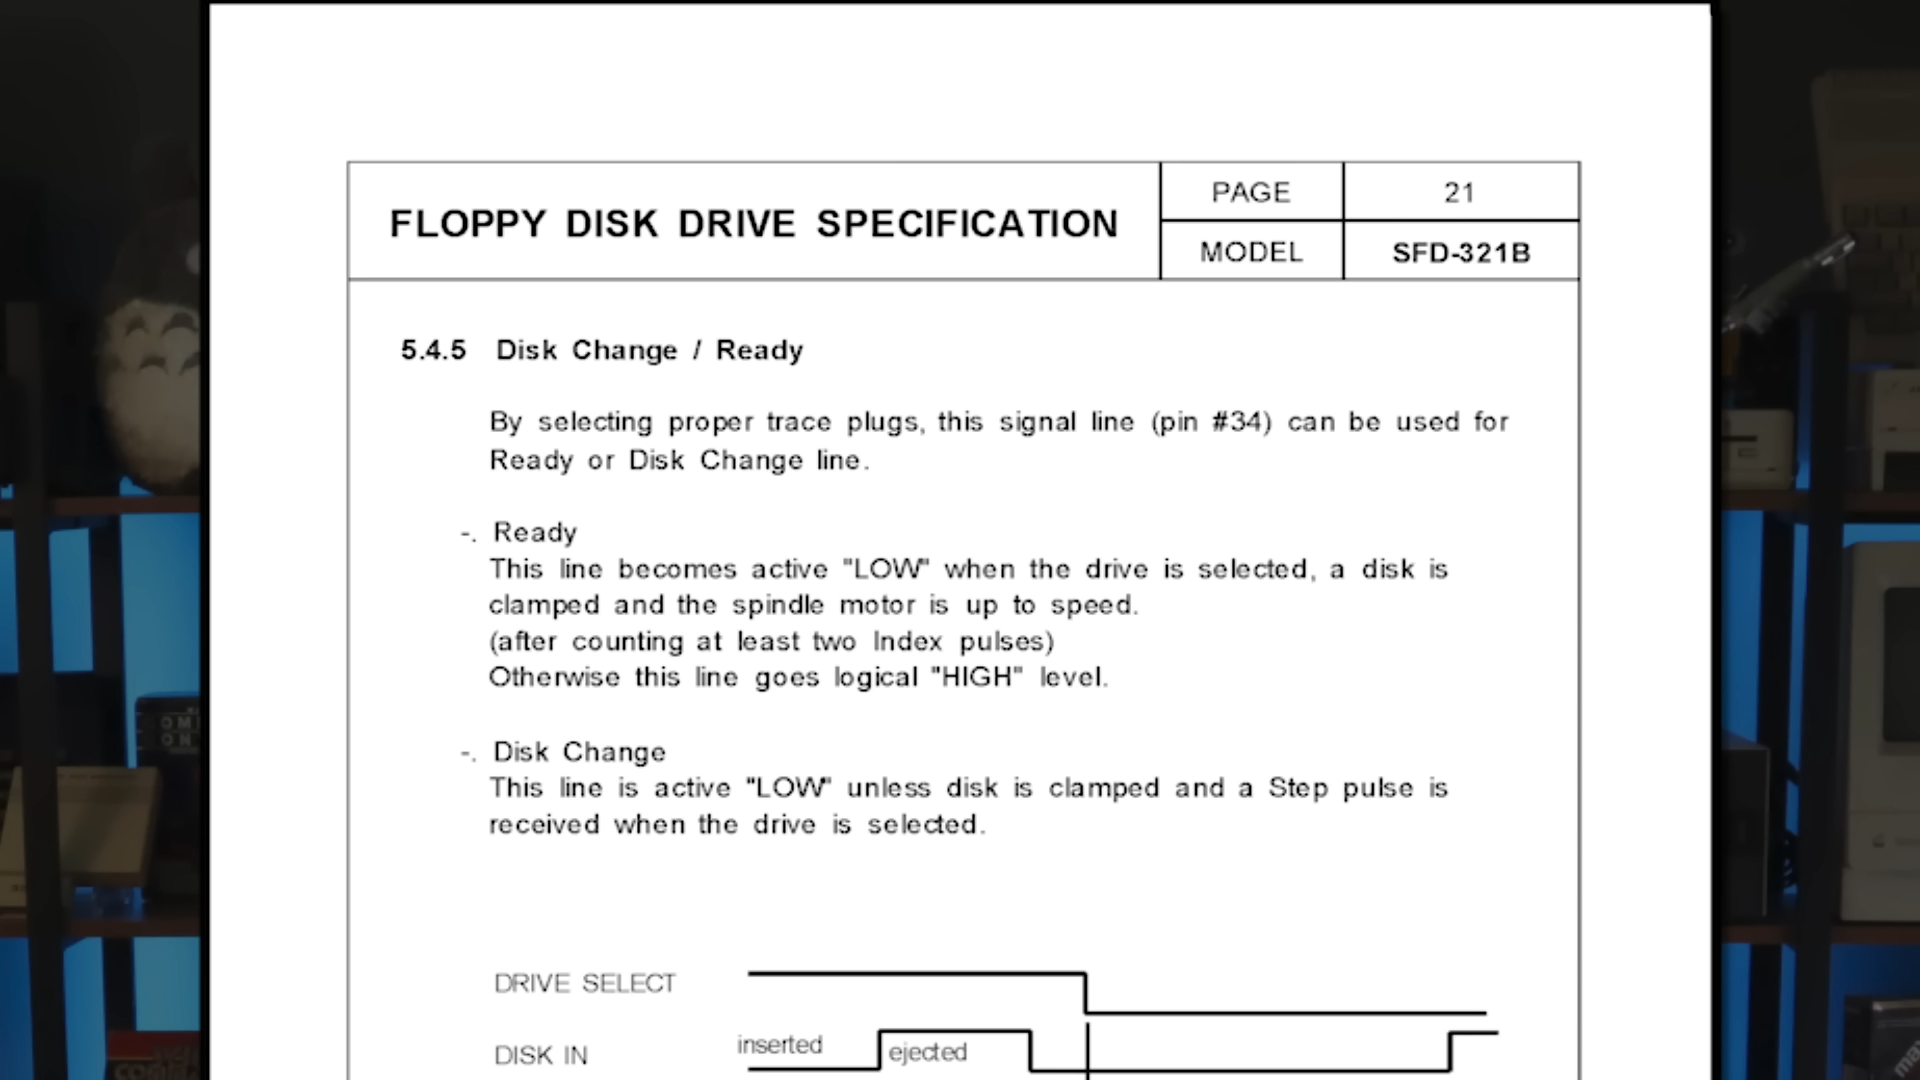 FLOPPY DISK DRIVE SPECIFICATION
PAGE
21
MODEL
SFD-321B
5.4.5 Disk Change / Ready
By selecting proper trace plugs, this signal line (pin #34) can be used for
Ready or Disk Change line.
-. Ready
This line becomes active "LOW" when the drive is selected, a disk is
clamped and the spindle motor is up to speed.
(after counting at least two Index pulses)
Otherwise this line goes logical "HIGH" level.
-. Disk Change
This line is active "LOW" unless disk is clamped and a Step pulse is
received when the drive is selected.
DRIVE SELECT
DISK IN
inserted
ejected